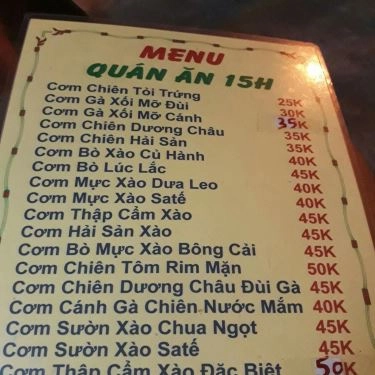 MENU
QUÁN ĂN 15H
Cơm Chiên Tỏi Trứng 25K
Cơm Gà Xối Mỡ Đùi 30K
Cơm Gà Xối Mỡ Cánh 35K
Cơm Chiên Dương Châu 35K
Cơm Chiên Hải Sản 35K
Cơm Bò Xào Củ Hành 40K
Cơm Bò Lúc Lắc 45K
Cơm Mực Xào Dưa Leo 40K
Cơm Mực Xào Saté 40K
Cơm Thập Cẩm Xào 45K
Cơm Hải Sản Xào 45K
Cơm Bò Mực Xào Bông Cải 45K
Cơm Chiên Tôm Rim Mặn 50K
Cơm Chiên Dương Châu Đùi Gà 45K
Cơm Cánh Gà Chiên Nước Mắm 40K
Cơm Sườn Xào Chua Ngọt 45K
Cơm Sườn Xào Saté 45K
Cơm Thập Cẩm Xào Đặc Biệt 50K